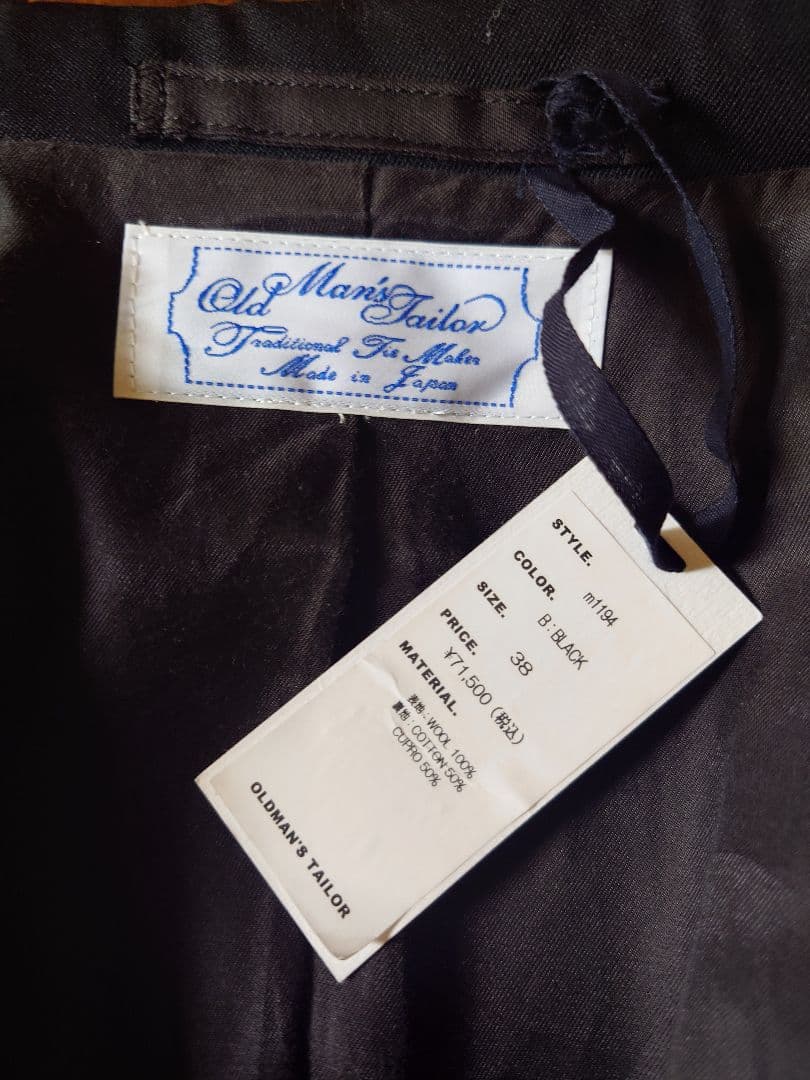 Old Man's Tailor
Traditional Tie Maker
Made in Japan
STYLE. m1194
COLOR. B:BLACK
SIZE. 38
PRICE. ¥71,500 (税込)
MATERIAL.
表地:WOOL 100%
裏地:COTTON 50%
CUPRO 50%
OLDMAN'S TAILOR